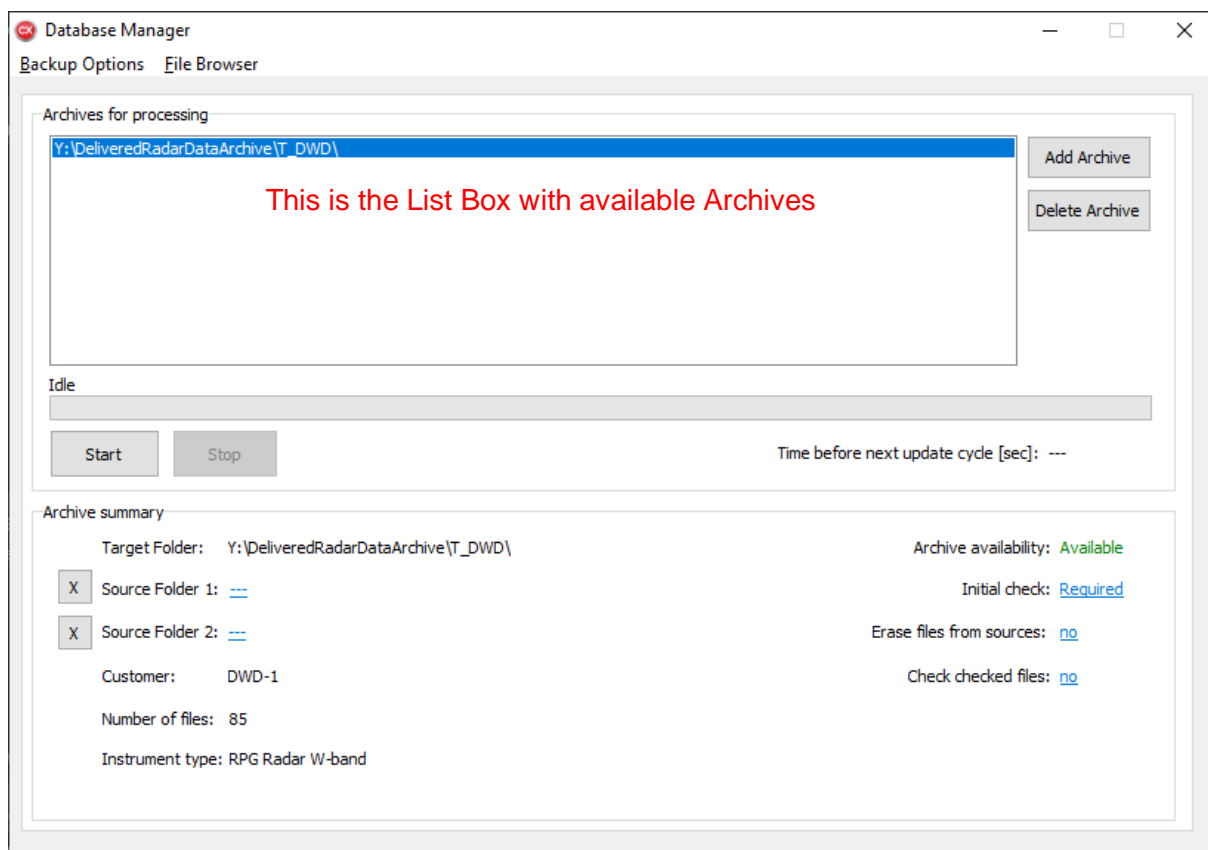 Database Manager
Backup Options File Browser
Archives for processing
Y:\DeliveredRadarDataArchive\T_DWD\
Add Archive
This is the List Box with available Archives
Delete Archive
Idle
Start Stop Time before next update cycle [sec]: ---
Archive summary
Target Folder: Y:\DeliveredRadarDataArchive\T_DWD\ Archive availability: Available
X Source Folder 1: --- Initial check: Required
X Source Folder 2: --- Erase files from sources: no
Customer: DWD-1 Check checked files: no
Number of files: 85
Instrument type: RPG Radar W-band